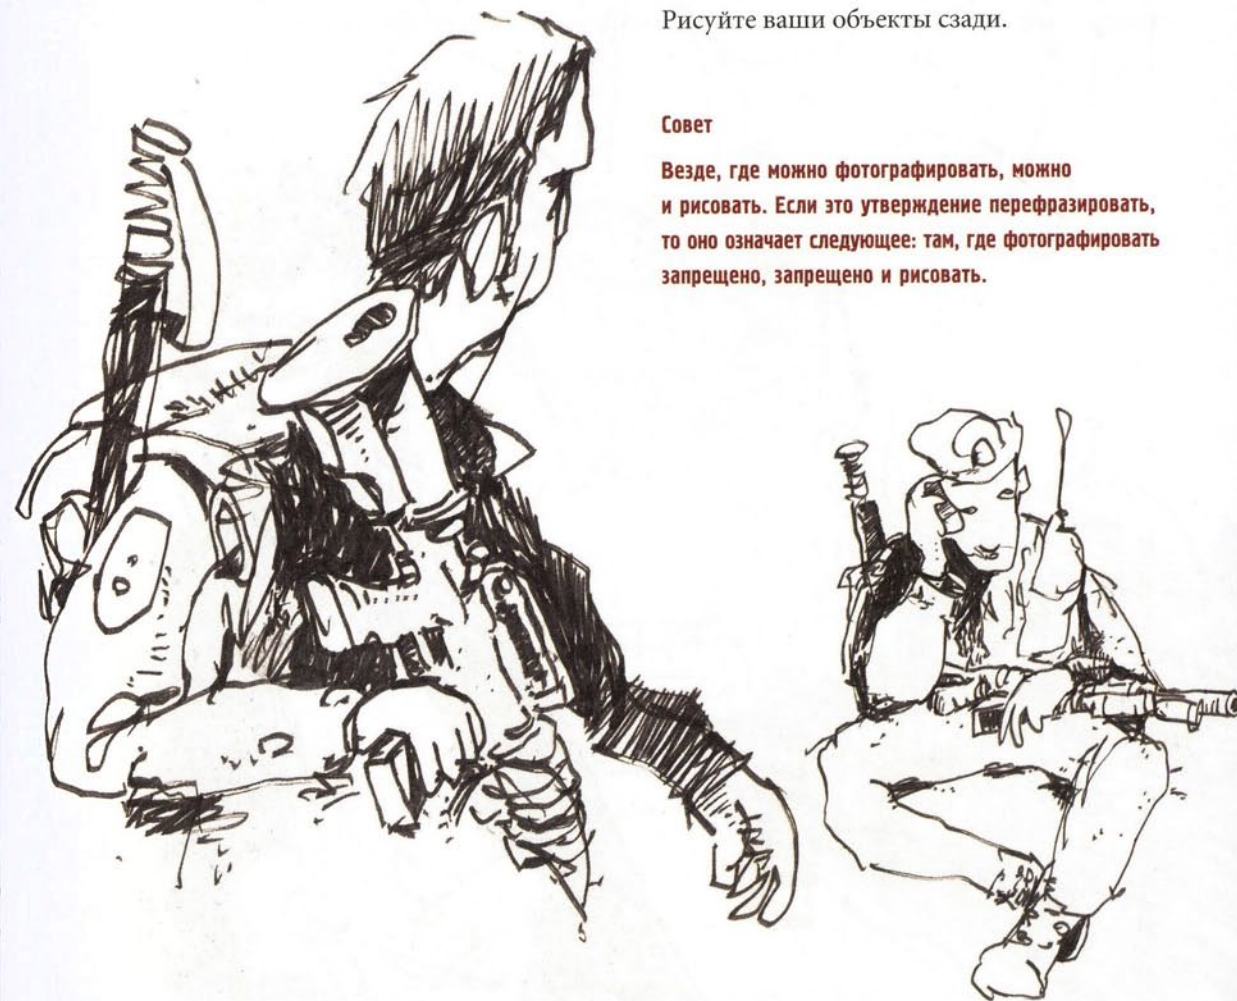 Рисуйте ваши объекты сзади.
Совет
Везде, где можно фотографировать, можно
и рисовать. Если это утверждение перефразировать,
то оно означает следующее: там, где фотографировать
запрещено, запрещено и рисовать.